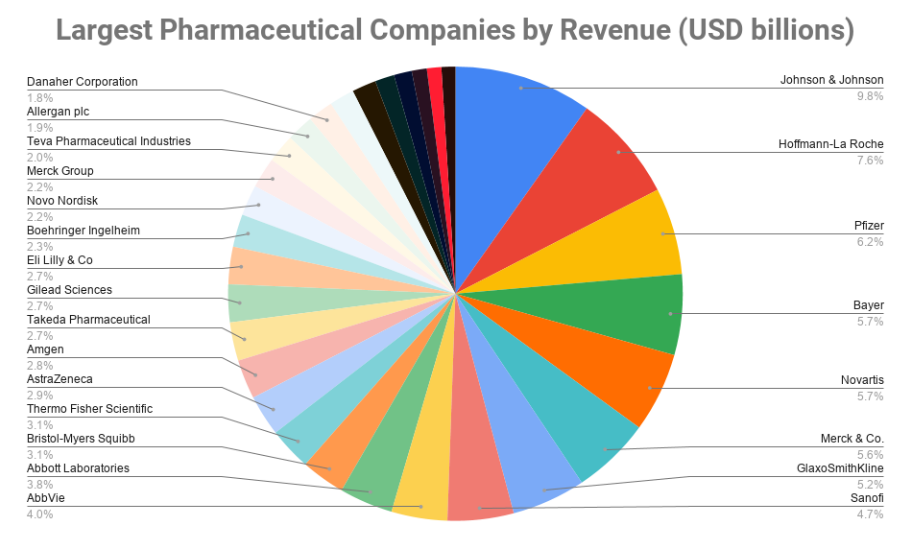 Largest Pharmaceutical Companies by Revenue (USD billions)
Danaher Corporation
1.8%
Allergan plc
1.9%
Teva Pharmaceutical Industries
2.0%
Merck Group
2.2%
Novo Nordisk
2.2%
Boehringer Ingelheim
2.3%
Eli Lilly & Co
2.7%
Gilead Sciences
2.7%
Takeda Pharmaceutical
2.7%
Amgen
2.8%
AstraZeneca
2.9%
Thermo Fisher Scientific
3.1%
Bristol-Myers Squibb
3.1%
Abbott Laboratories
3.8%
AbbVie
4.0%
Johnson & Johnson
9.8%
Hoffmann-La Roche
7.6%
Pfizer
6.2%
Bayer
5.7%
Novartis
5.7%
Merck & Co.
5.6%
GlaxoSmithKline
5.2%
Sanofi
4.7%